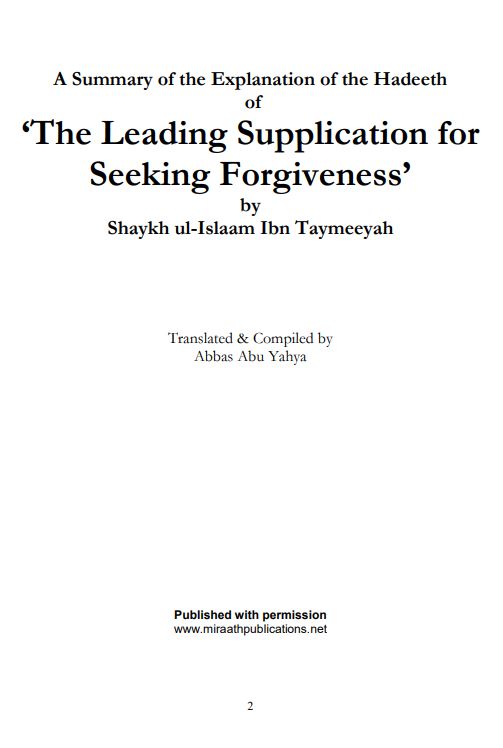 A Summary of the Explanation of the Hadeeth
of
‘The Leading Supplication for
Seeking Forgiveness’
by
Shaykh ul-Islaam Ibn Taymeeyah
Translated & Compiled by
Abbas Abu Yahya
Published with permission
www.miraathpublications.net
2